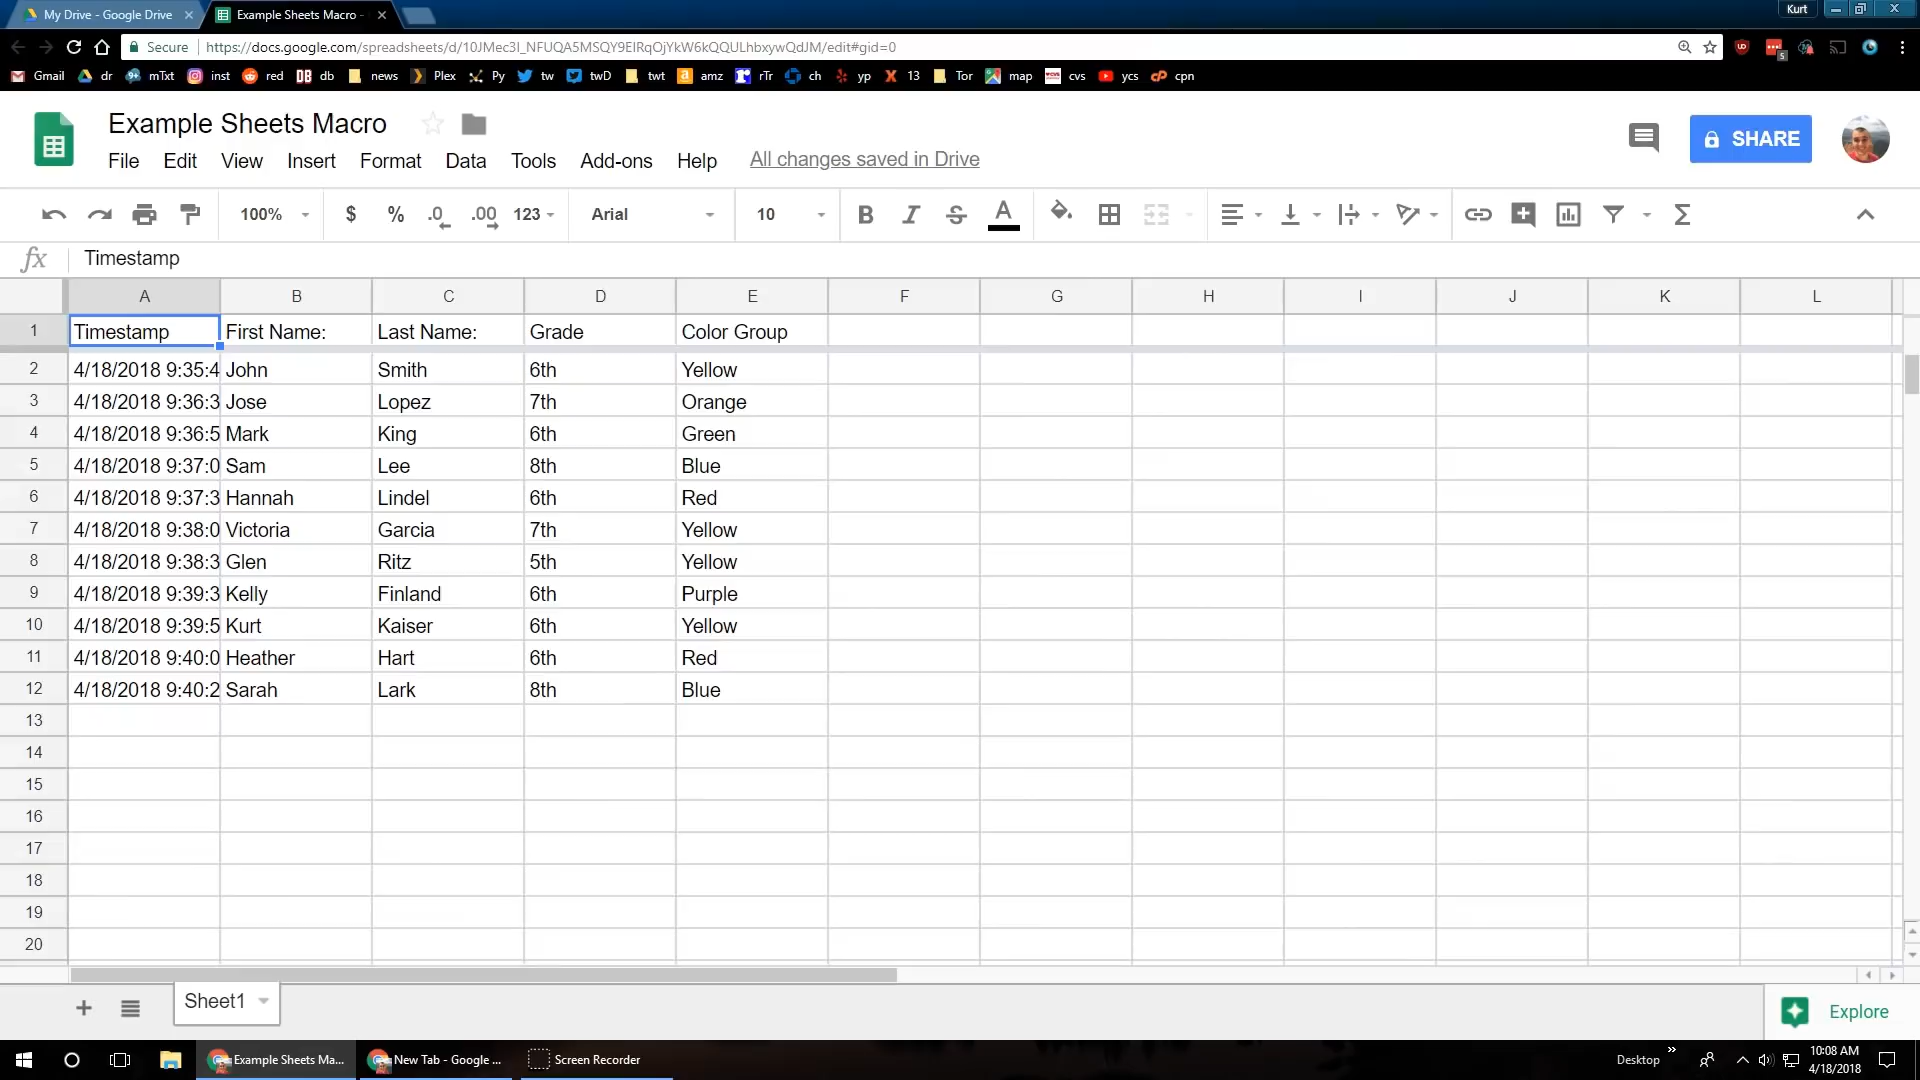 My Drive - Google Drive
Example Sheets Macro -
Kurt
Secure
https://docs.google.com/spreadsheets/d/10JMec3I_NFUQA5MSQY9EIRqOjYkW6kQQULhbxywQdJM/edit#gid=0
Gmail dr mTxt inst red db news Plex Py tw twD twt amz rTr ch yp 13 Tor map cvs ycs cpn
Example Sheets Macro
SHARE
File Edit View Insert Format Data Tools Add-ons Help All changes saved in Drive
100% $ % .0 .00 123 Arial 10 B I S A Σ
fx Timestamp
A B C D E F G H I J K L
1 Timestamp First Name: Last Name: Grade Color Group
2 4/18/2018 9:35:4 John Smith 6th Yellow
3 4/18/2018 9:36:3 Jose Lopez 7th Orange
4 4/18/2018 9:36:5 Mark King 6th Green
5 4/18/2018 9:37:0 Sam Lee 8th Blue
6 4/18/2018 9:37:3 Hannah Lindel 6th Red
7 4/18/2018 9:38:0 Victoria Garcia 7th Yellow
8 4/18/2018 9:38:3 Glen Ritz 5th Yellow
9 4/18/2018 9:39:3 Kelly Finland 6th Purple
10 4/18/2018 9:39:5 Kurt Kaiser 6th Yellow
11 4/18/2018 9:40:0 Heather Hart 6th Red
12 4/18/2018 9:40:2 Sarah Lark 8th Blue
13
14
15
16
17
18
19
20
Sheet1
Explore
Example Sheets Ma...
New Tab - Google ...
Screen Recorder
Desktop
10:08 AM
4/18/2018